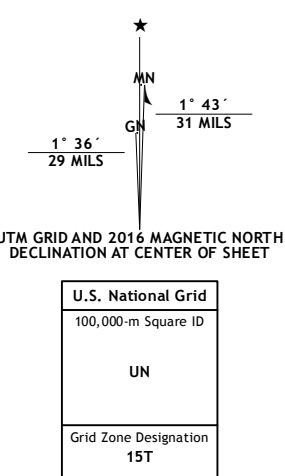 ★
MN
1° 43´
31 MILS
GN
1° 36´
29 MILS
UTM GRID AND 2016 MAGNETIC NORTH
DECLINATION AT CENTER OF SHEET
U.S. National Grid
100,000-m Square ID
UN
Grid Zone Designation
15T